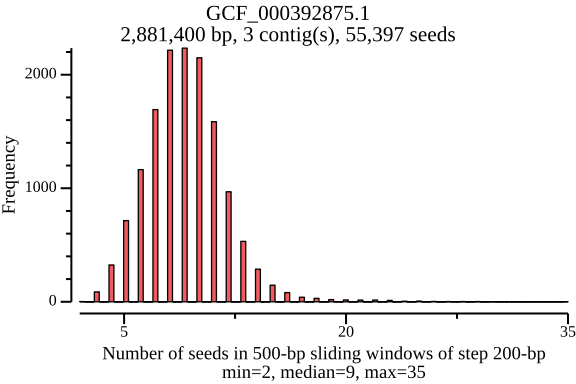 GCF_000392875.1
2,881,400 bp, 3 contig(s), 55,397 seeds
2000
1000
0
Frequency
5
20
35
Number of seeds in 500-bp sliding windows of step 200-bp
min=2, median=9, max=35